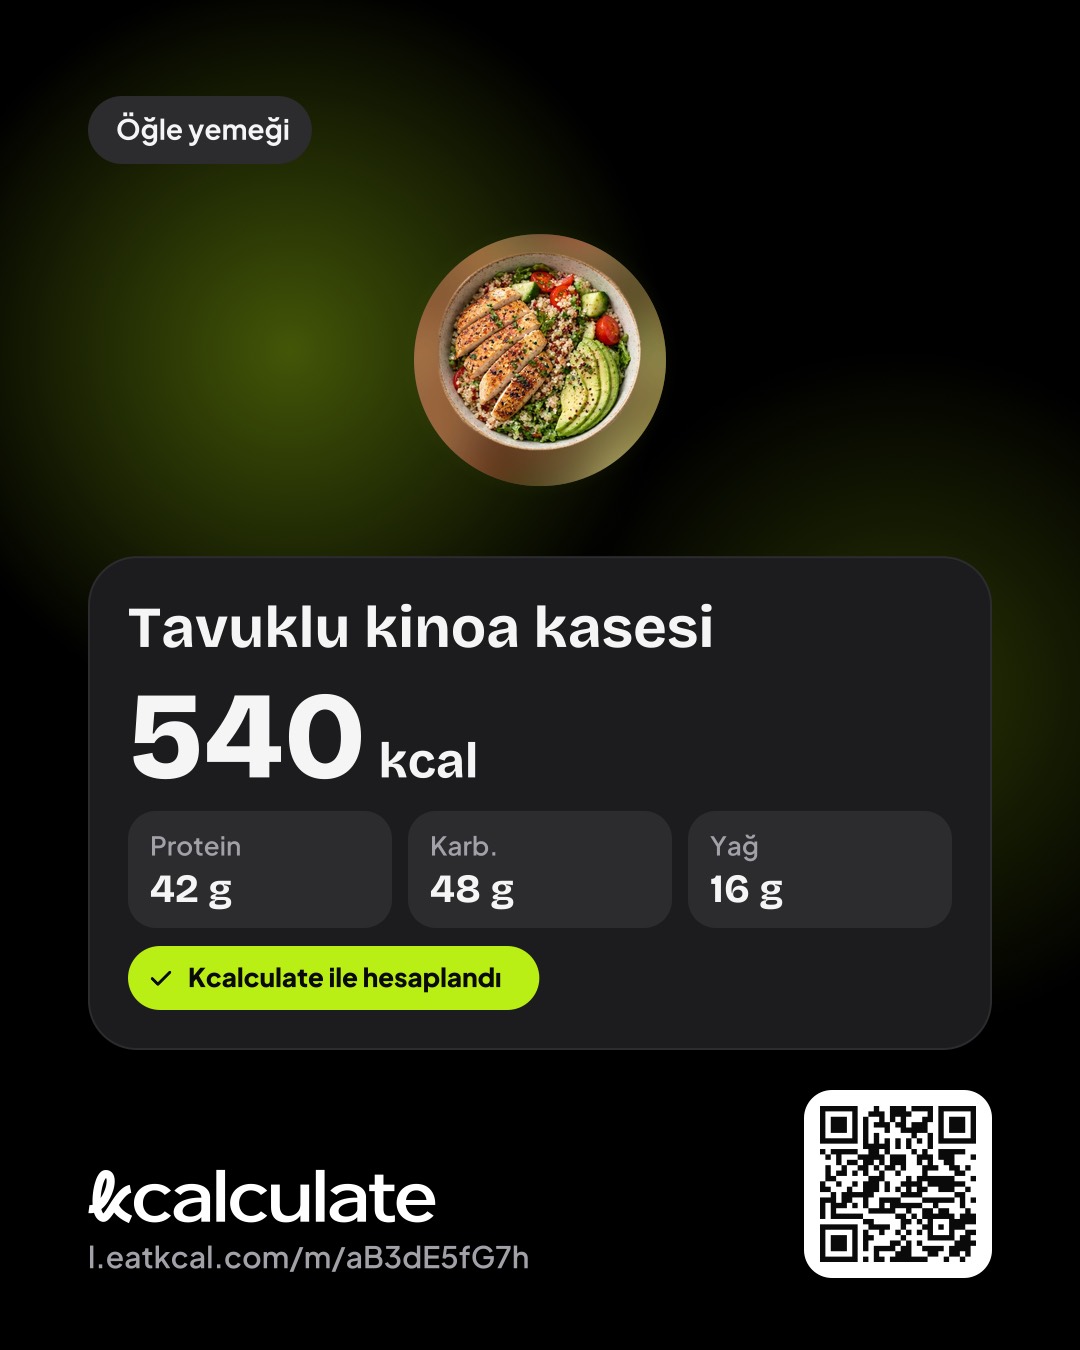 Öğle yemeği
Tavuklu kinoa kasesi
540 kcal
Protein
42 g
Karb.
48 g
Yağ
16 g
Kcalculate ile hesaplandı
kcalculate
l.eatkcal.com/m/aB3dE5fG7h